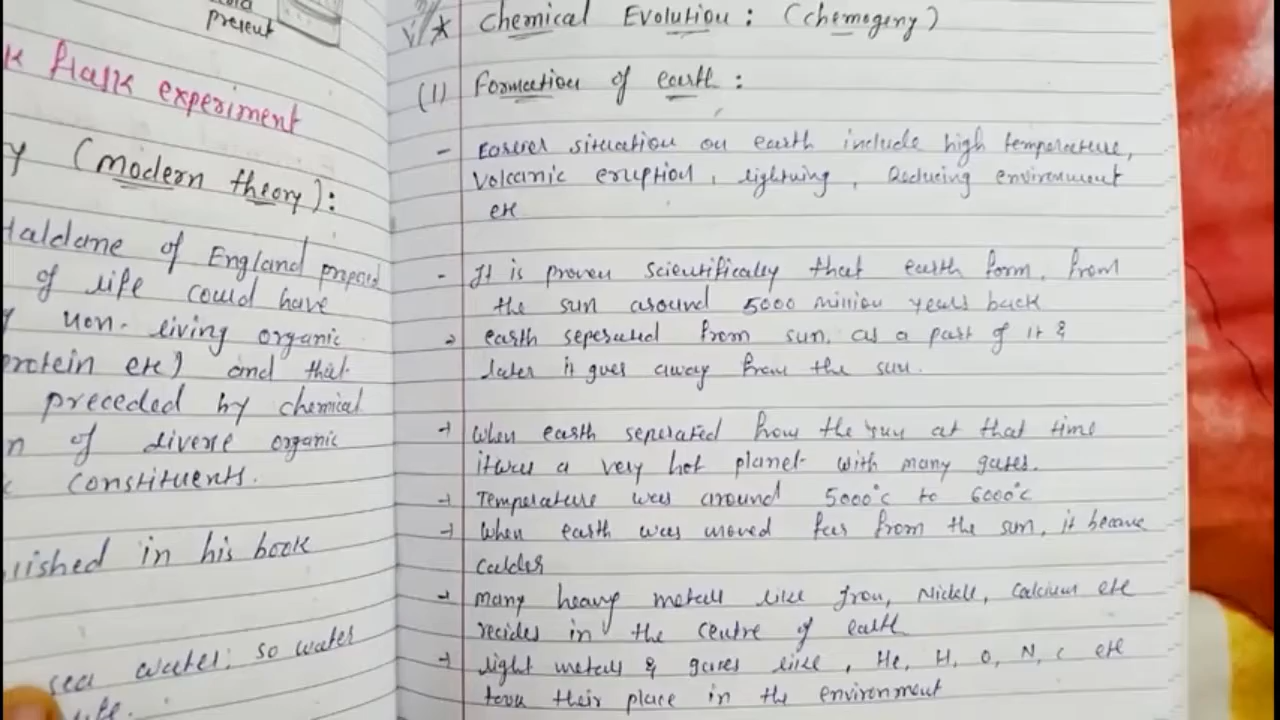 present
flask experiment
(modern theory):
Haldane of England proposed
of life could have
non-living organic
protein etc) and that
preceded by chemical
of diverse organic
constituents.
lished in his book
sea water; so water
Chemical Evolution: (chemogeny)
(1) Formation of earth:
- situation on earth include high temperature,
volcanic eruption, lightning, Reducing environment
etc
- It is proven scientifically that earth form from
the sun around 5000 million years back
earth seperated from sun, as a part of it &
later it goes away from the sun.
→ When earth seperated from the sun at that time
it was a very hot planet with many gases.
→ Temperature was around 5000°c to 6000°c
→ When earth was moved far from the sun, it became
colder
→ Many heavy metals like Iron, Nickle, Calcium etc
recides in the centre of earth
→ light metals & gases like, He, H, O, N, C etc
took their place in the environment